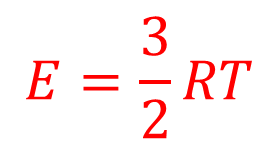 E = 3/2 RT